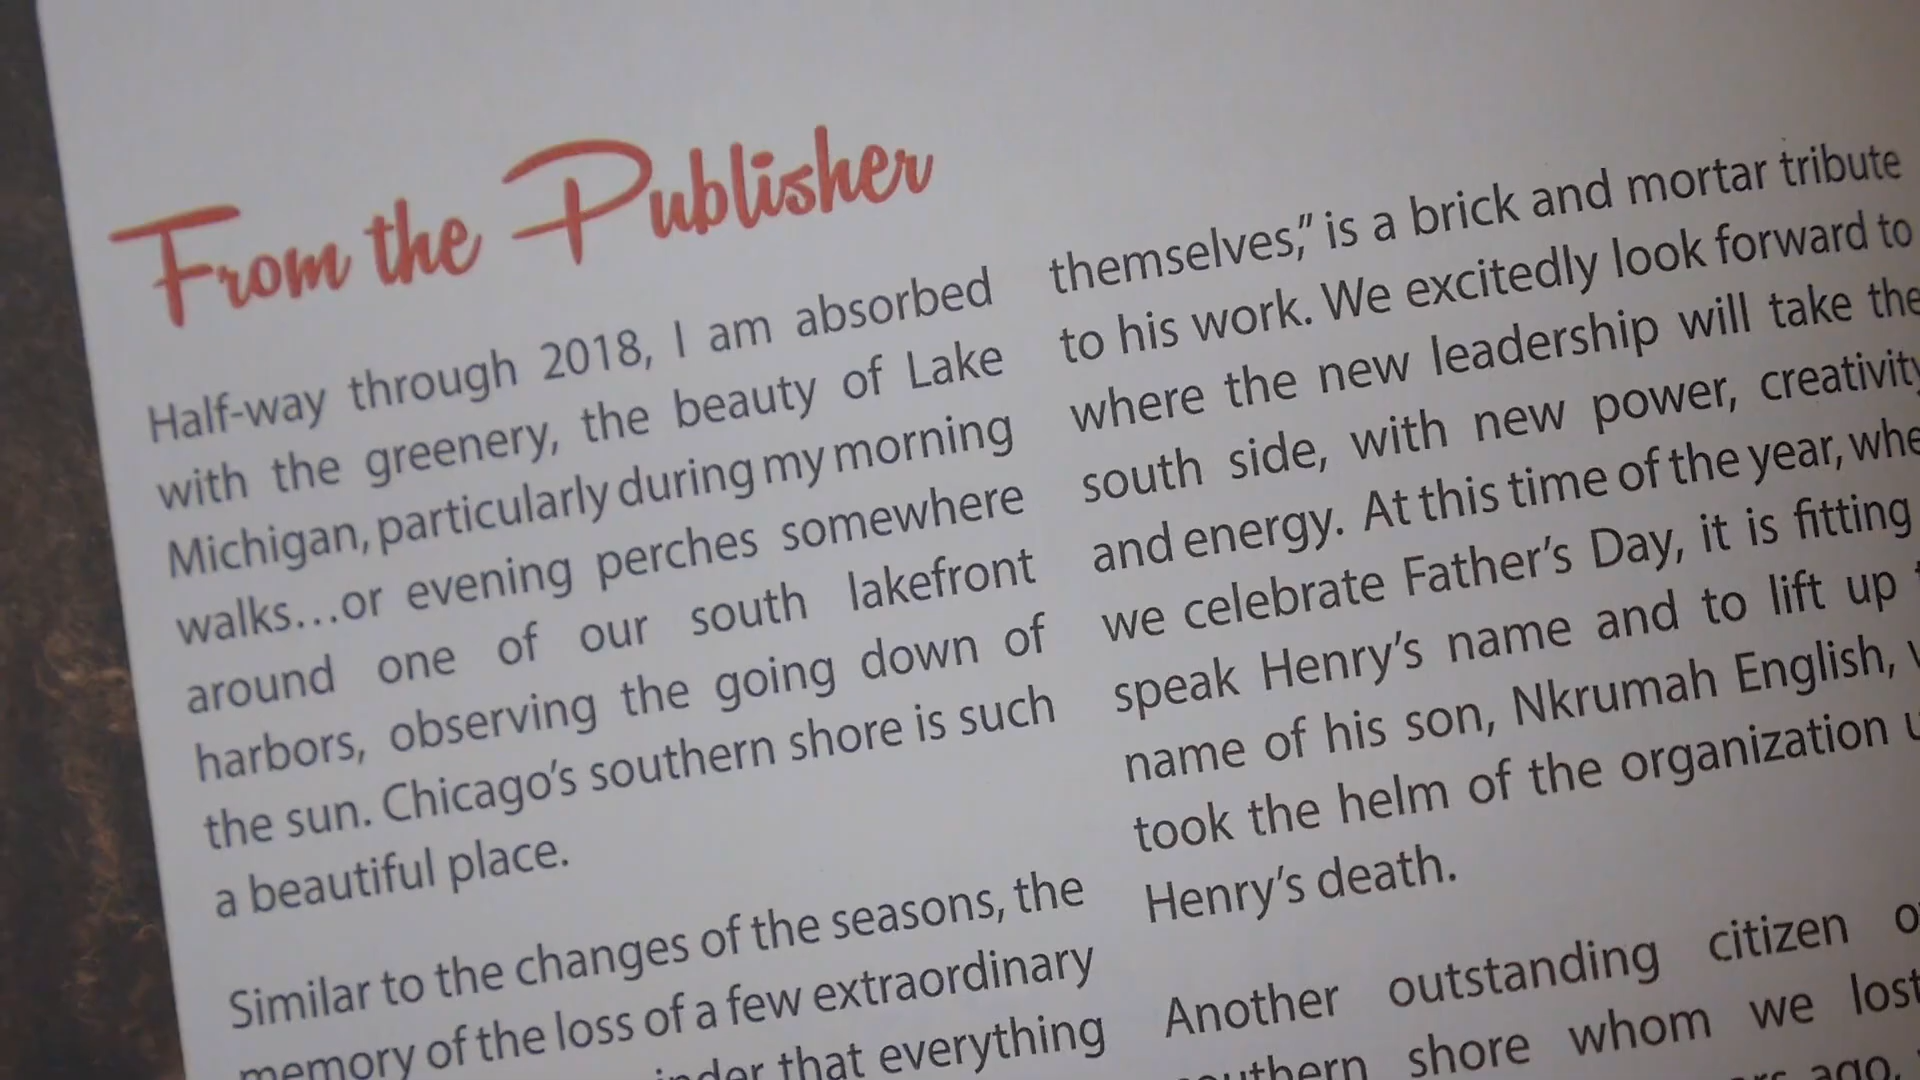 From the Publisher
Half-way through 2018, I am absorbed
with the greenery, the beauty of Lake
Michigan, particularly during my morning
walks...or evening perches somewhere
around one of our south lakefront
harbors, observing the going down of
the sun. Chicago's southern shore is such
a beautiful place.
Similar to the changes of the seasons, the
memory of the loss of a few extraordinary
that everything
themselves," is a brick and mortar tribute
to his work. We excitedly look forward to
where the new leadership will take the
south side, with new power, creativity
and energy. At this time of the year,
we celebrate Father's Day, it is fitting
speak Henry's name and to lift up
name of his son, Nkrumah English,
took the helm of the organization
Henry's death.
Another outstanding citizen
shore whom we lost
ago,